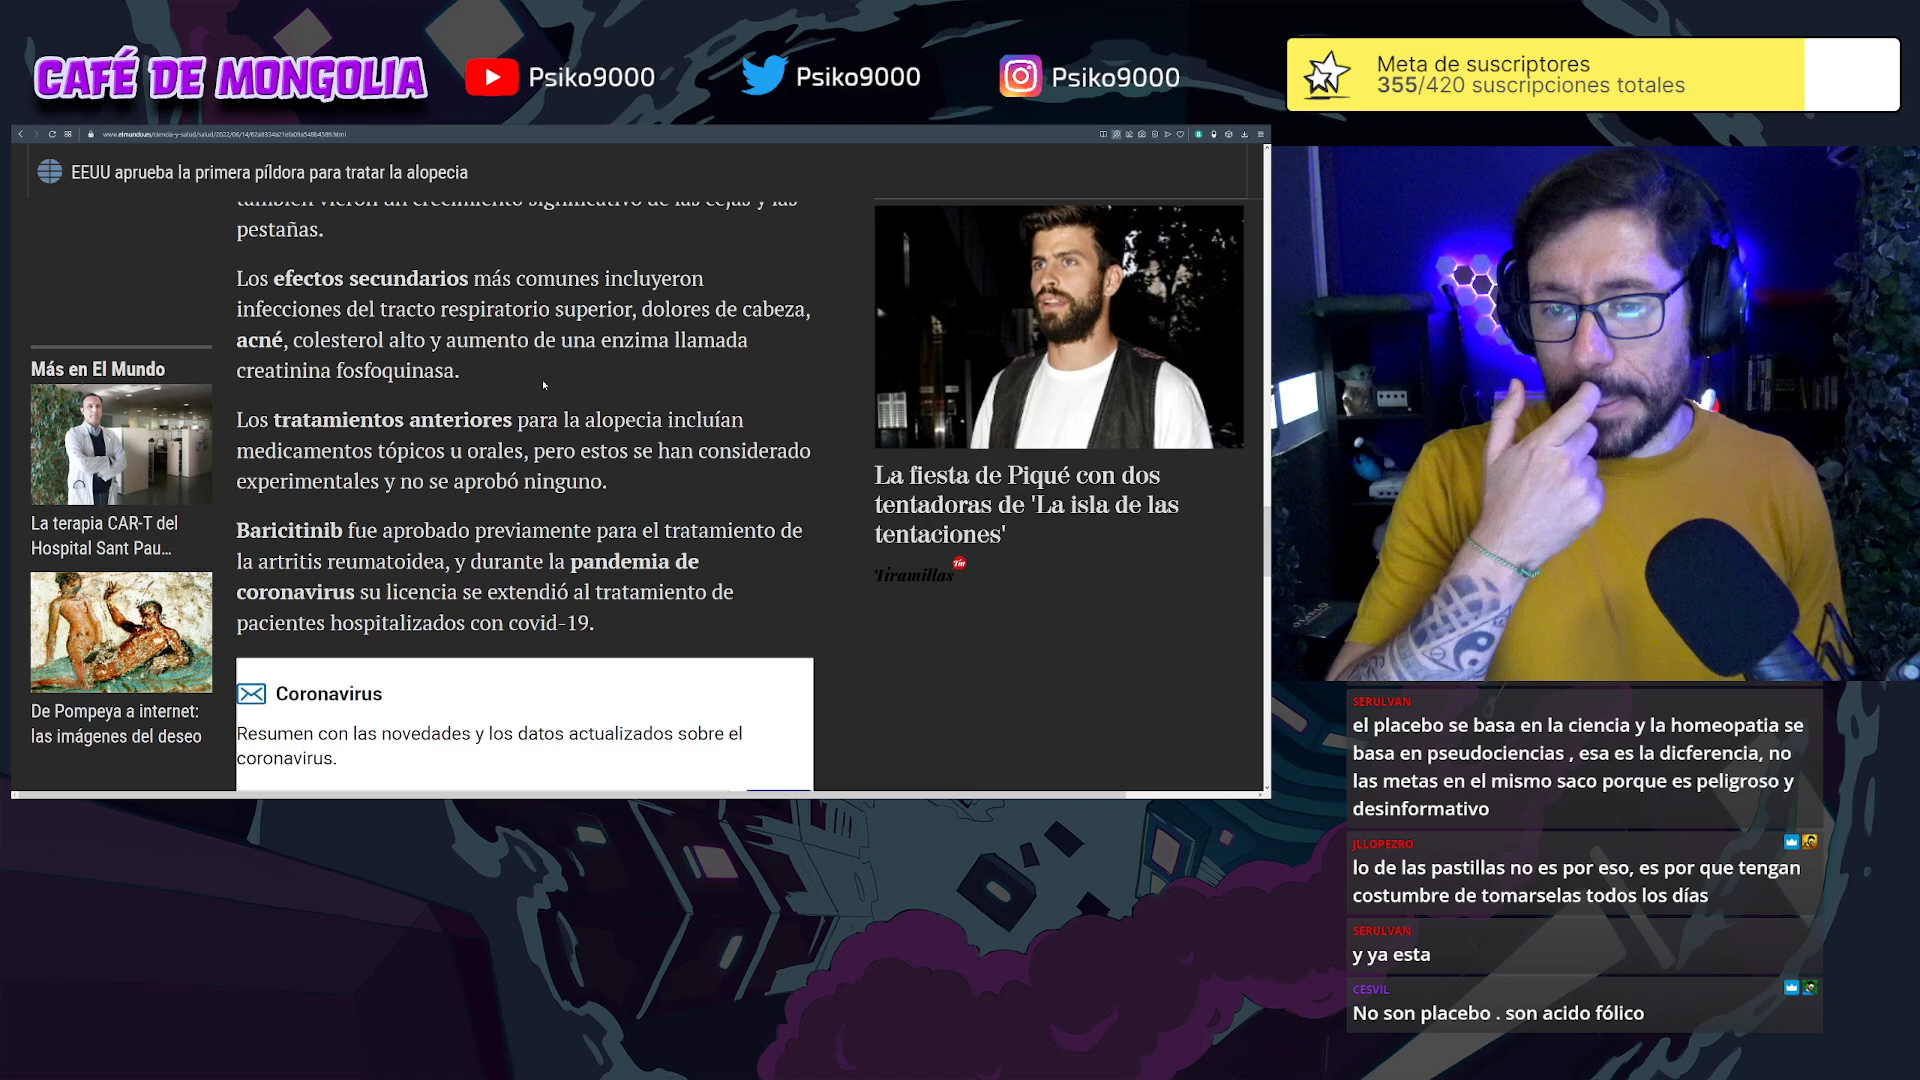 CAFÉ DE MONGOLIA
Psiko9000
Psiko9000
Psiko9000
Meta de suscriptores
355/420 suscripciones totales
EEUU aprueba la primera píldora para tratar la alopecia
también vieron un crecimiento significativo de las cejas y las
pestañas.
Los efectos secundarios más comunes incluyeron
infecciones del tracto respiratorio superior, dolores de cabeza,
acné, colesterol alto y aumento de una enzima llamada
creatinina fosfoquinasa.
Los tratamientos anteriores para la alopecia incluían
medicamentos tópicos u orales, pero estos se han considerado
experimentales y no se aprobó ninguno.
Baricitinib fue aprobado previamente para el tratamiento de
la artritis reumatoidea, y durante la pandemia de
coronavirus su licencia se extendió al tratamiento de
pacientes hospitalizados con covid-19.
Coronavirus
Resumen con las novedades y los datos actualizados sobre el
coronavirus.
Más en El Mundo
La terapia CAR-T del
Hospital Sant Pau...
De Pompeya a internet:
las imágenes del deseo
La fiesta de Piqué con dos
tentadoras de 'La isla de las
tentaciones'
Tiramillas
SERULVAN
el placebo se basa en la ciencia y la homeopatia se
basa en pseudociencias , esa es la dicferencia, no
las metas en el mismo saco porque es peligroso y
desinformativo
JLLOPEZRO
lo de las pastillas no es por eso, es por que tengan
costumbre de tomarselas todos los días
SERULVAN
y ya esta
CESVIL
No son placebo . son acido fólico